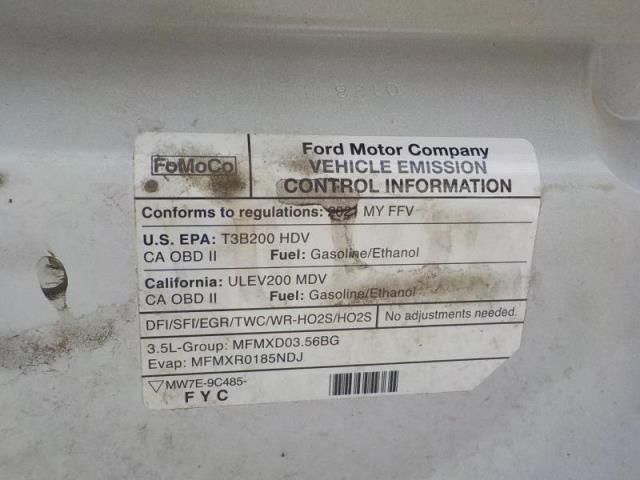 FoMoCo
Ford Motor Company
VEHICLE EMISSION
CONTROL INFORMATION
Conforms to regulations: 2021 MY FFV
U.S. EPA: T3B200 HDV
CA OBD II Fuel: Gasoline/Ethanol
California: ULEV200 MDV
CA OBD II Fuel: Gasoline/Ethanol
DFI/SFI/EGR/TWC/WR-HO2S/HO2S No adjustments needed.
3.5L-Group: MFMXD03.56BG
Evap: MFMXR0185NDJ
MW7E-9C485-
FYC